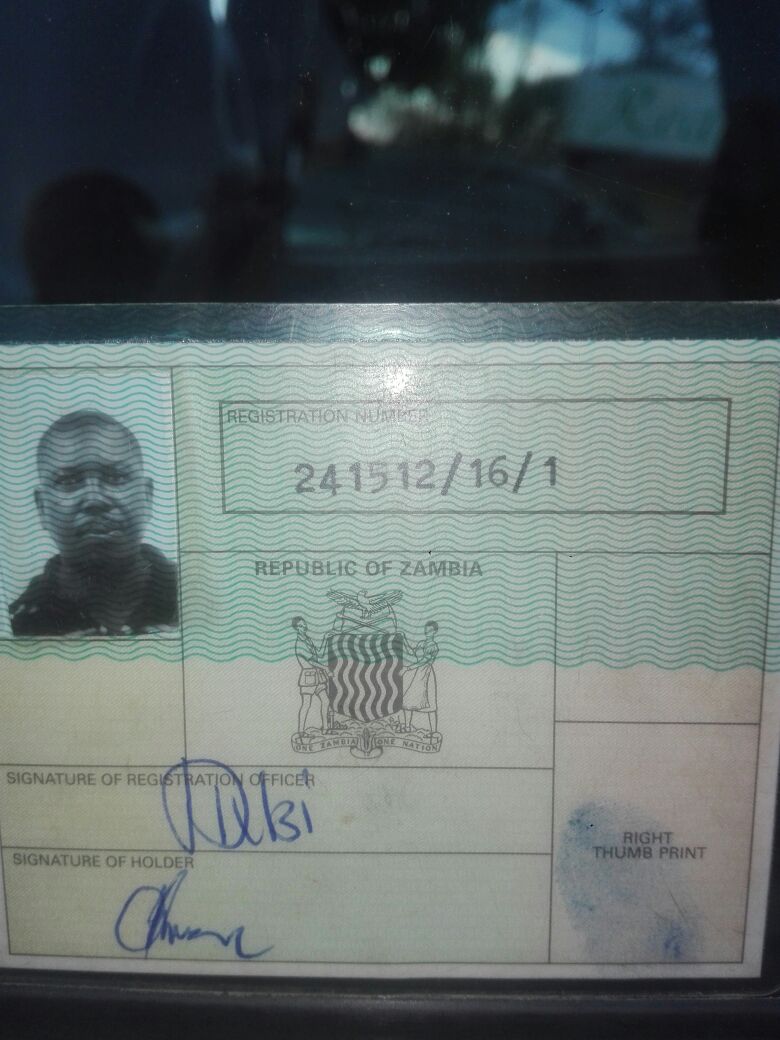 REGISTRATION NUMBER
241512/16/1
REPUBLIC OF ZAMBIA
ONE ZAMBIA ONE NATION
SIGNATURE OF REGISTRATION OFFICER
SIGNATURE OF HOLDER
RIGHT
THUMB PRINT